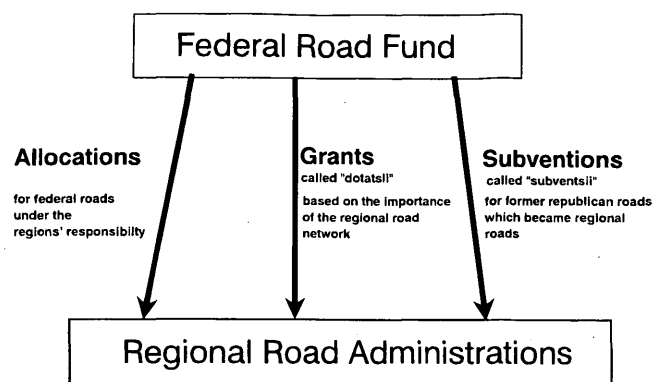 Federal Road Fund
Allocations
for federal roads
under the
regions' responsibilty
Grants
called "dotatsii"
based on the importance
of the regional road
network
Subventions
called "subventsii"
for former republican roads
which became regional
roads
Regional Road Administrations